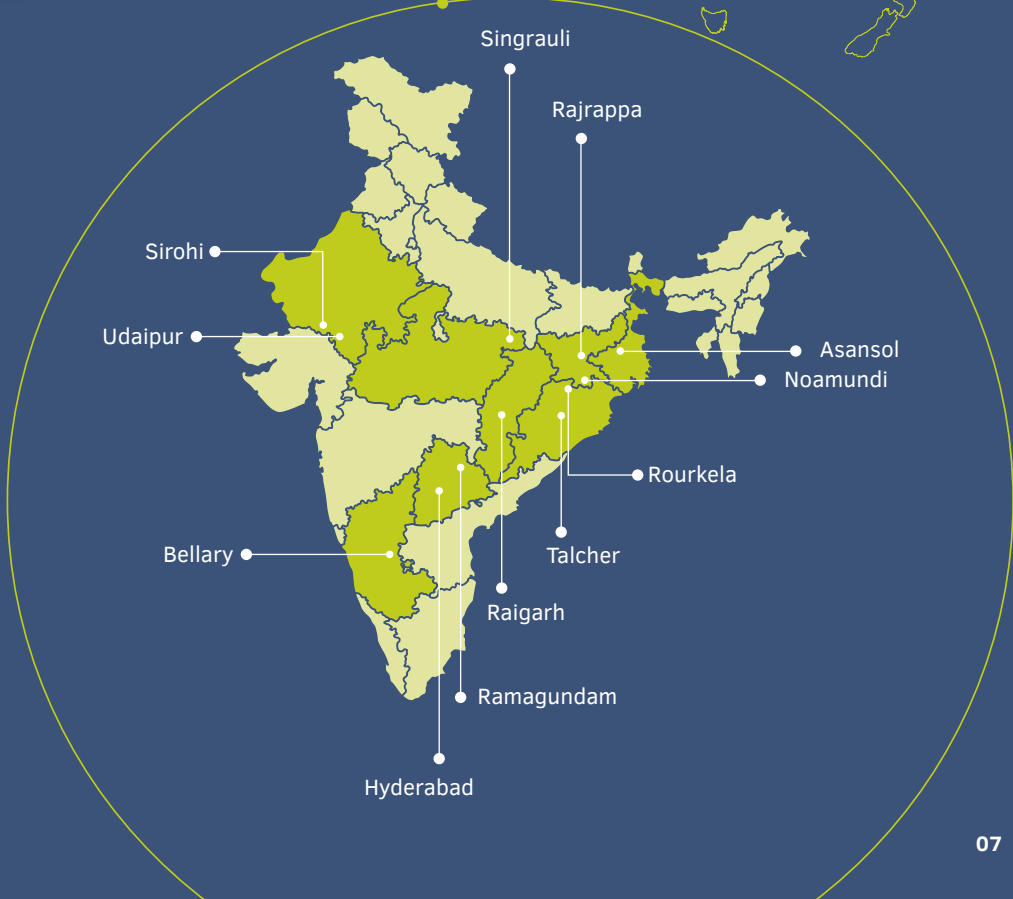 Singrauli
Rajrappa
Sirohi
Udaipur
Asansol
Noamundi
Rourkela
Bellary
Talcher
Raigarh
Ramagundam
Hyderabad
07